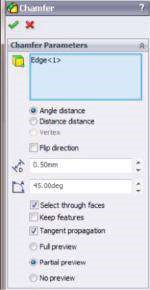 Chamfer
?
Chamfer Parameters
Edge<1>
Angle distance
Distance distance
Vertex
Flip direction
0.50mm
45.00deg
Select through faces
Keep features
Tangent propagation
Full preview
Partial preview
No preview